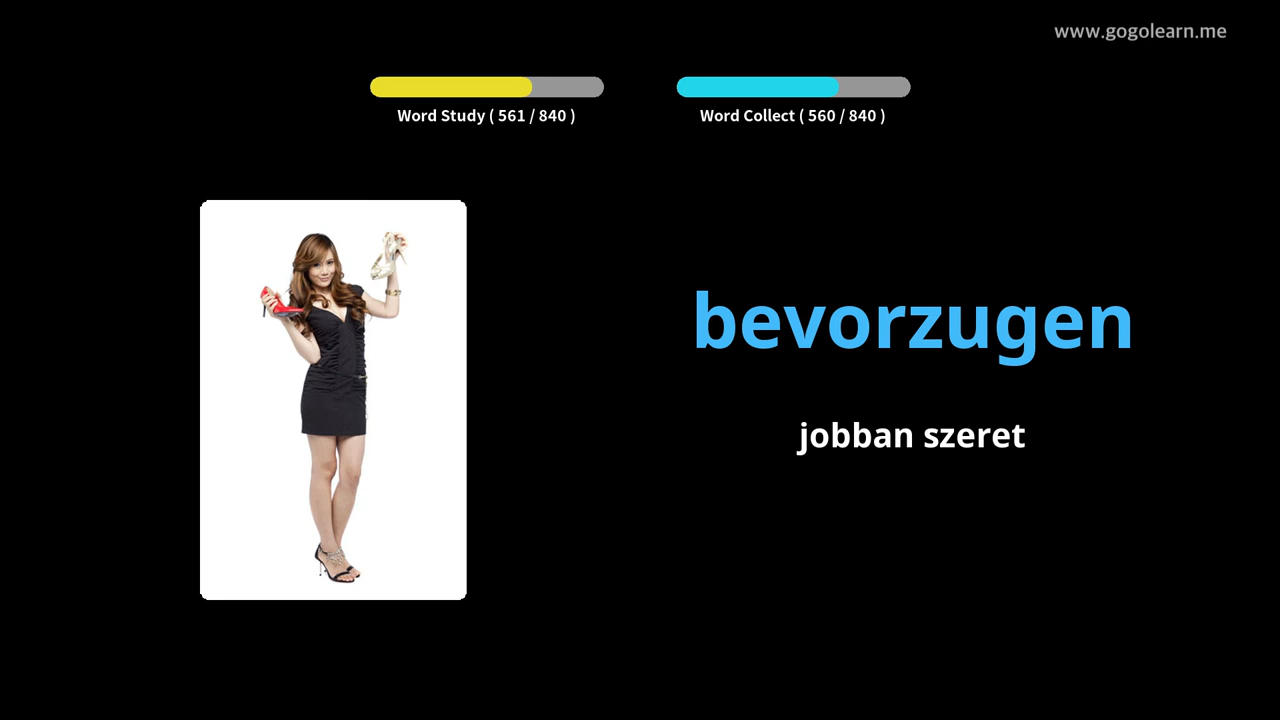 www.gogolearn.me
Word Study ( 561 / 840 )
Word Collect ( 560 / 840 )
bevorzugen
jobban szeret